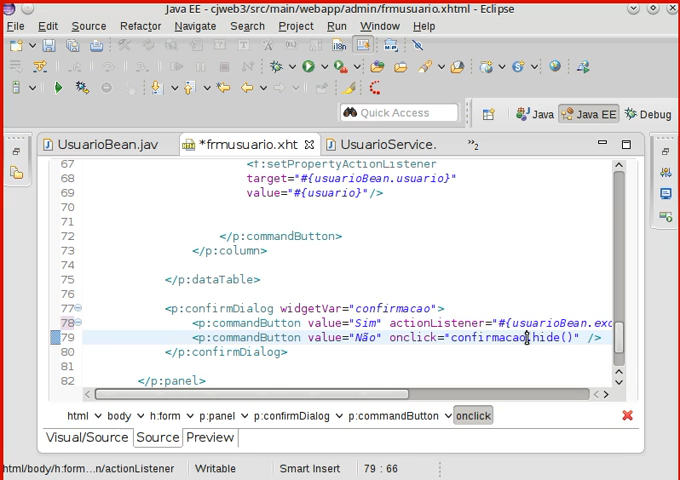 Java EE - cjweb3/src/main/webapp/admin/frmusuario.xhtml - Eclipse
File Edit Source Refactor Navigate Search Project Run Window Help
Quick Access
Java
Java EE
Debug
UsuarioBean.jav
*frmusuario.xht
UsuarioService.
»2
67 <f:setPropertyActionListener
68 target="#{usuarioBean.usuario}"
69 value="#{usuario}"/>
70
71
72 </p:commandButton>
73 </p:column>
74
75 </p:dataTable>
76
77 <p:confirmDialog widgetVar="confirmacao">
78 <p:commandButton value="Sim" actionListener="#{usuarioBean.exc
79 <p:commandButton value="Não" onclick="confirmacao.hide()" />
80 </p:confirmDialog>
81
82 </p:panel>
html body h:form p:panel p:confirmDialog p:commandButton onclick
Visual/Source Source Preview
html/body/h:form...n/actionListener Writable Smart Insert 79 : 66